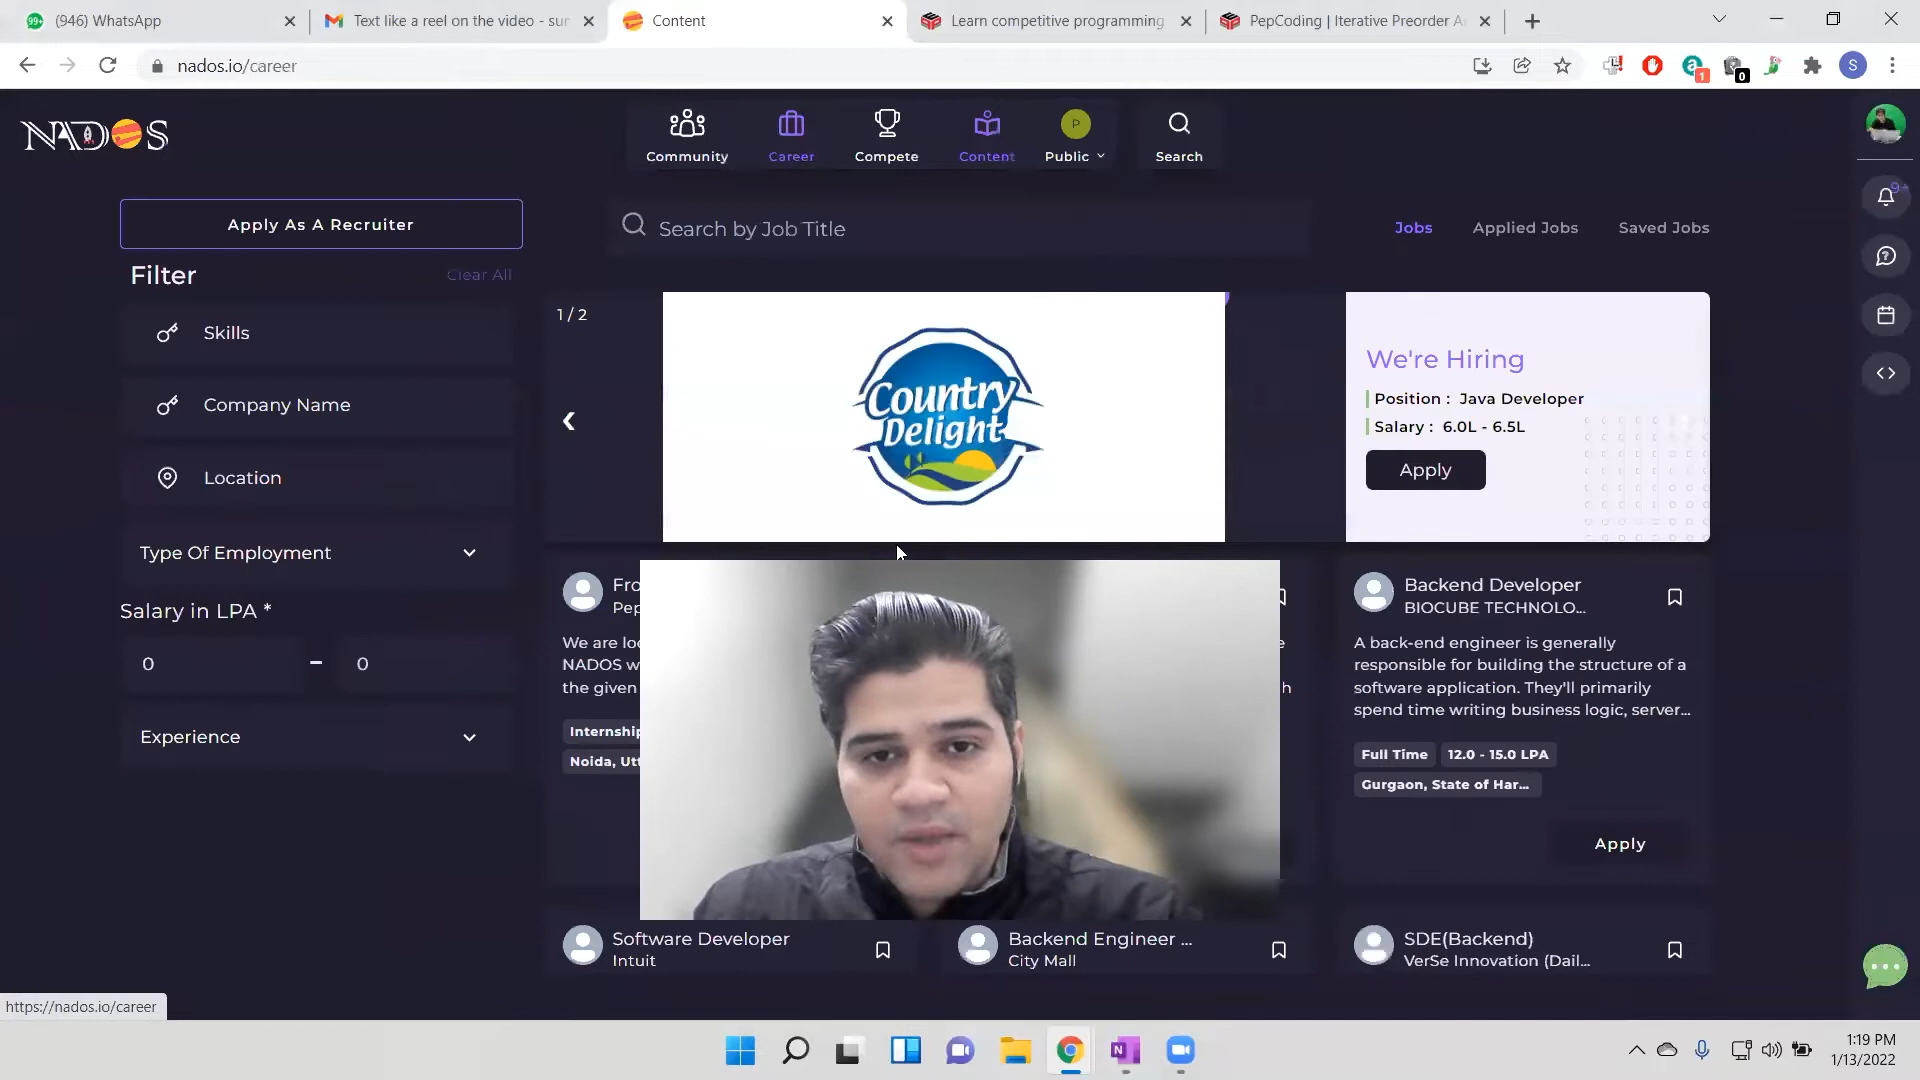 99+
(946) WhatsApp
Text like a reel on the video - sur
Content
Learn competitive programming
PepCoding | Iterative Preorder A
nados.io/career
1
0
S
NADOS
Community
Career
Compete
Content
P
Public
Search
9+
Apply As A Recruiter
Search by Job Title
Jobs
Applied Jobs
Saved Jobs
Filter
Clear All
Skills
Company Name
Location
Type Of Employment
Salary in LPA *
0
-
0
Experience
1 / 2
Country
Delight
We're Hiring
Position : Java Developer
Salary : 6.0L - 6.5L
Apply
Fro
Pep
We are loo
NADOS w
the given
Internship
Noida, Utt
e
h
Backend Developer
BIOCUBE TECHNOLO...
A back-end engineer is generally
responsible for building the structure of a
software application. They'll primarily
spend time writing business logic, server...
Full Time
12.0 - 15.0 LPA
Gurgaon, State of Har...
Apply
Software Developer
Intuit
Backend Engineer ...
City Mall
SDE(Backend)
VerSe Innovation (Dail...
https://nados.io/career
1:19 PM
1/13/2022